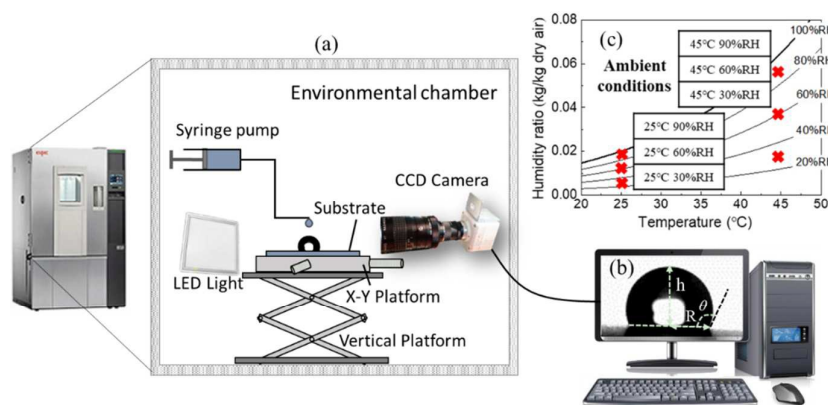 (a)
Environmental chamber
Syringe pump
CCD Camera
Substrate
LED Light
X-Y Platform
Vertical Platform
(c)
Ambient
conditions
45°C 90%RH
45°C 60%RH
45°C 30%RH
25°C 90%RH
25°C 60%RH
25°C 30%RH
100%RH
80%RH
60%RH
40%RH
20%RH
0.08
0.06
0.04
0.02
0.00
Humidity ratio (kg/kg dry air)
20 25 30 35 40 45 50
Temperature (°C)
(b)
h
R
θ